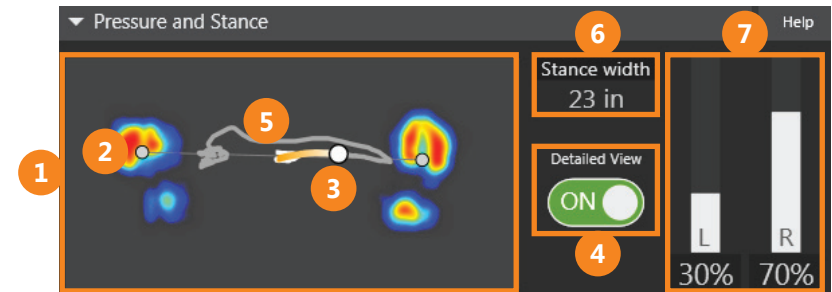 Pressure and Stance
Help
6
7
Stance width
23 in
1
2
5
3
Detailed View
ON
4
L
R
30%
70%